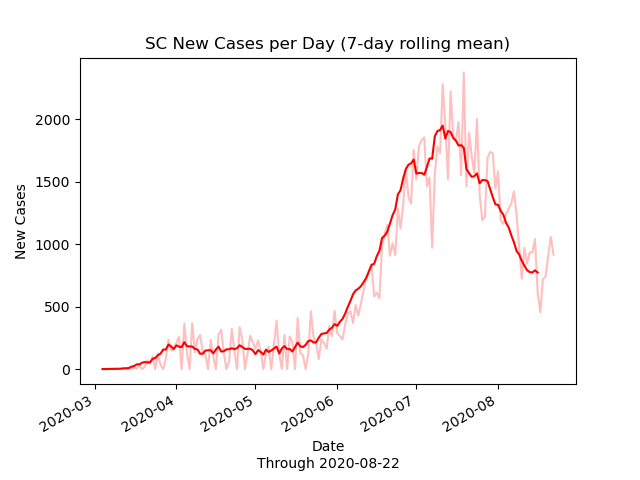 SC New Cases per Day (7-day rolling mean)
New Cases
2000
1500
1000
500
0
2020-03
2020-04
2020-05
2020-06
2020-07
2020-08
Date
Through 2020-08-22